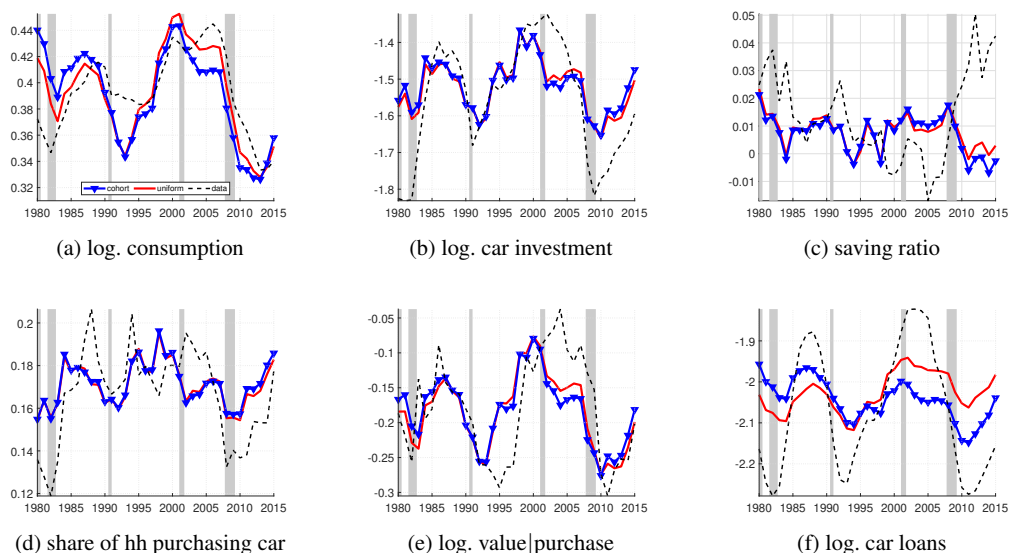 0.44
0.42
0.4
0.38
0.36
0.34
0.32
cohort uniform data
1980 1985 1990 1995 2000 2005 2010 2015
(a) log. consumption
-1.4
-1.5
-1.6
-1.7
-1.8
1980 1985 1990 1995 2000 2005 2010 2015
(b) log. car investment
0.05
0.04
0.03
0.02
0.01
0
-0.01
1980 1985 1990 1995 2000 2005 2010 2015
(c) saving ratio
0.2
0.18
0.16
0.14
0.12
1980 1985 1990 1995 2000 2005 2010 2015
(d) share of hh purchasing car
-0.05
-0.1
-0.15
-0.2
-0.25
-0.3
1980 1985 1990 1995 2000 2005 2010 2015
(e) log. value|purchase
-1.9
-2
-2.1
-2.2
1980 1985 1990 1995 2000 2005 2010 2015
(f) log. car loans